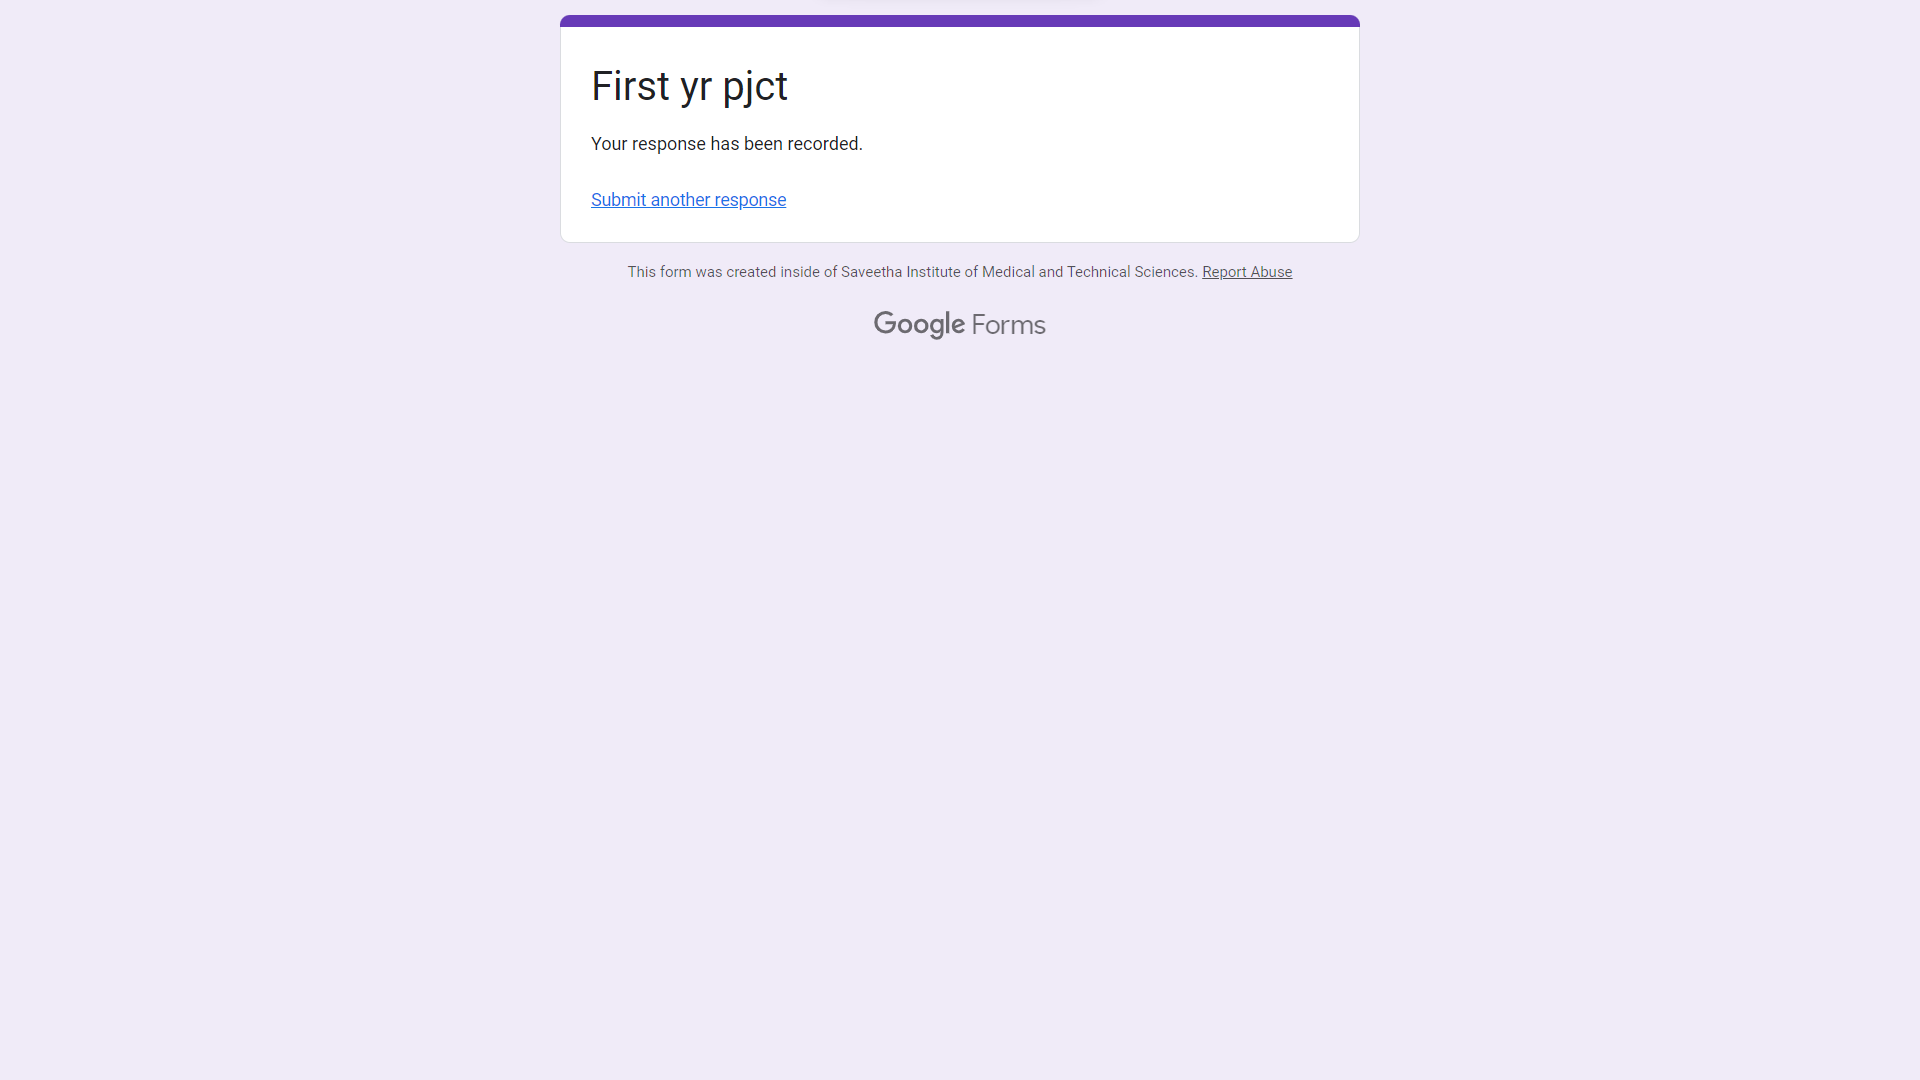 First yr pjct
Your response has been recorded.
Submit another response
This form was created inside of Saveetha Institute of Medical and Technical Sciences. Report Abuse
Google Forms